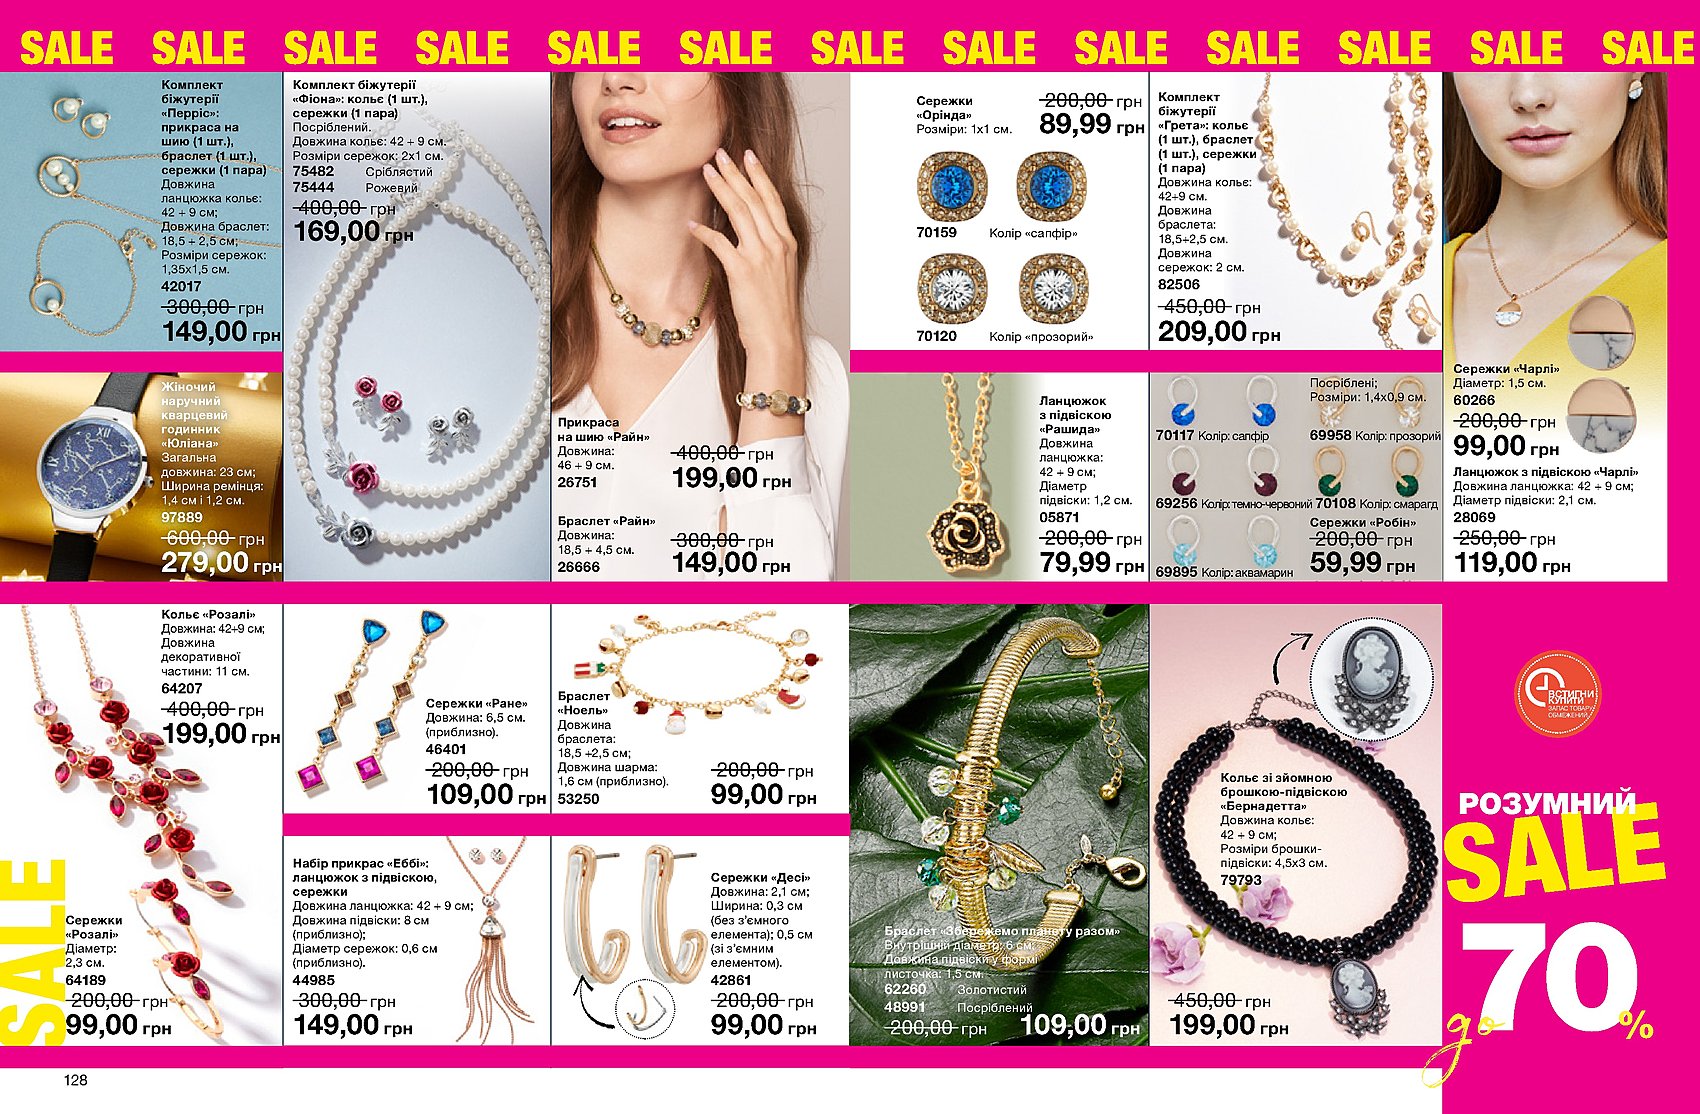 SALE SALE SALE SALE SALE SALE SALE SALE SALE SALE SALE SALE SALE
Комплект
біжутерії
«Перріс»:
прикраса на
шию (1 шт.),
браслет (1 шт.),
сережки (1 пара)
Довжина
ланцюжка кольє:
42 + 9 см;
Довжина браслет:
18,5 + 2,5 см;
Розміри сережок:
1,35х1,5 см.
42017
300,00 грн
149,00 грн
Комплект біжутерії
«Фіона»: кольє (1 шт.),
сережки (1 пара)
Посріблений.
Довжина кольє: 42 + 9 см.
Розміри сережок: 2х1 см.
75482 Сріблястий
75444 Рожевий
400,00 грн
169,00 грн
Прикраса
на шию «Райн»
Довжина:
46 + 9 см.
26751
400,00 грн
199,00 грн
Браслет «Райн»
Довжина:
18,5 + 4,5 см.
26666
300,00 грн
149,00 грн
Сережки
«Орінда»
Розміри: 1х1 см.
200,00 грн
89,99 грн
70159 Колір «сапфір»
70120 Колір «прозорий»
Комплект
біжутерії
«Грета»: кольє
(1 шт.), браслет
(1 шт.), сережки
(1 пара)
Довжина кольє:
42+9 см.
Довжина
браслета:
18,5+2,5 см.
Довжина
сережок: 2 см.
82506
450,00 грн
209,00 грн
Сережки «Чарлі»
Діаметр: 1,5 см.
60266
200,00 грн
99,00 грн
Ланцюжок з підвіскою «Чарлі»
Довжина ланцюжка: 42 + 9 см;
Діаметр підвіски: 2,1 см.
28069
250,00 грн
119,00 грн
Жіночий
наручний
кварцевий
годинник
«Юліана»
Загальна
довжина: 23 см;
Ширина ремінця:
1,4 см і 1,2 см.
97889
600,00 грн
279,00 грн
Ланцюжок
з підвіскою
«Рашида»
Довжина
ланцюжка:
42 + 9 см;
Діаметр
підвіски: 1,2 см.
05871
200,00 грн
79,99 грн
Посріблені;
Розміри: 1,4х0,9 см.
70117 Колір: сапфір
69958 Колір: прозорий
69256 Колір: темно-червоний
70108 Колір: смарагд
69895 Колір: аквамарин
Сережки «Робін»
200,00 грн
59,99 грн
Кольє «Розалі»
Довжина: 42+9 см;
Довжина
декоративної
частини: 11 см.
64207
400,00 грн
199,00 грн
Сережки
«Розалі»
Діаметр:
2,3 см.
64189
200,00 грн
99,00 грн
SALE
Сережки «Ране»
Довжина: 6,5 см.
(приблизно).
46401
200,00 грн
109,00 грн
Браслет
«Ноель»
Довжина
браслета:
18,5 +2,5 см;
Довжина шарма:
1,6 см (приблизно).
53250
200,00 грн
99,00 грн
Набір прикрас «Еббі»:
ланцюжок з підвіскою,
сережки
Довжина ланцюжка: 42 + 9 см;
Довжина підвіски: 8 см
(приблизно);
Діаметр сережок: 0,6 см
(приблизно).
44985
300,00 грн
149,00 грн
Сережки «Десі»
Довжина: 2,1 см;
Ширина: 0,3 см
(без з'ємного
елемента); 0,5 см
(зі з'ємним
елементом).
42861
200,00 грн
99,00 грн
Браслет «Збережемо планету разом»
Внутрішній діаметр: 6 см;
Довжина підвіски у формі
листочка: 1,5 см.
62260 Золотистий
48991 Посріблений
200,00 грн
109,00 грн
Кольє зі зйомною
брошкою-підвіскою
«Бернадетта»
Довжина кольє:
42 + 9 см;
Розміри брошки-
підвіски: 4,5х3 см.
79793
450,00 грн
199,00 грн
ВСТИГНИ
КУПИТИ
ЗАПАС ТОВАРУ
ОБМЕЖЕНИЙ
РОЗУМНИЙ
SALE
до 70%
128